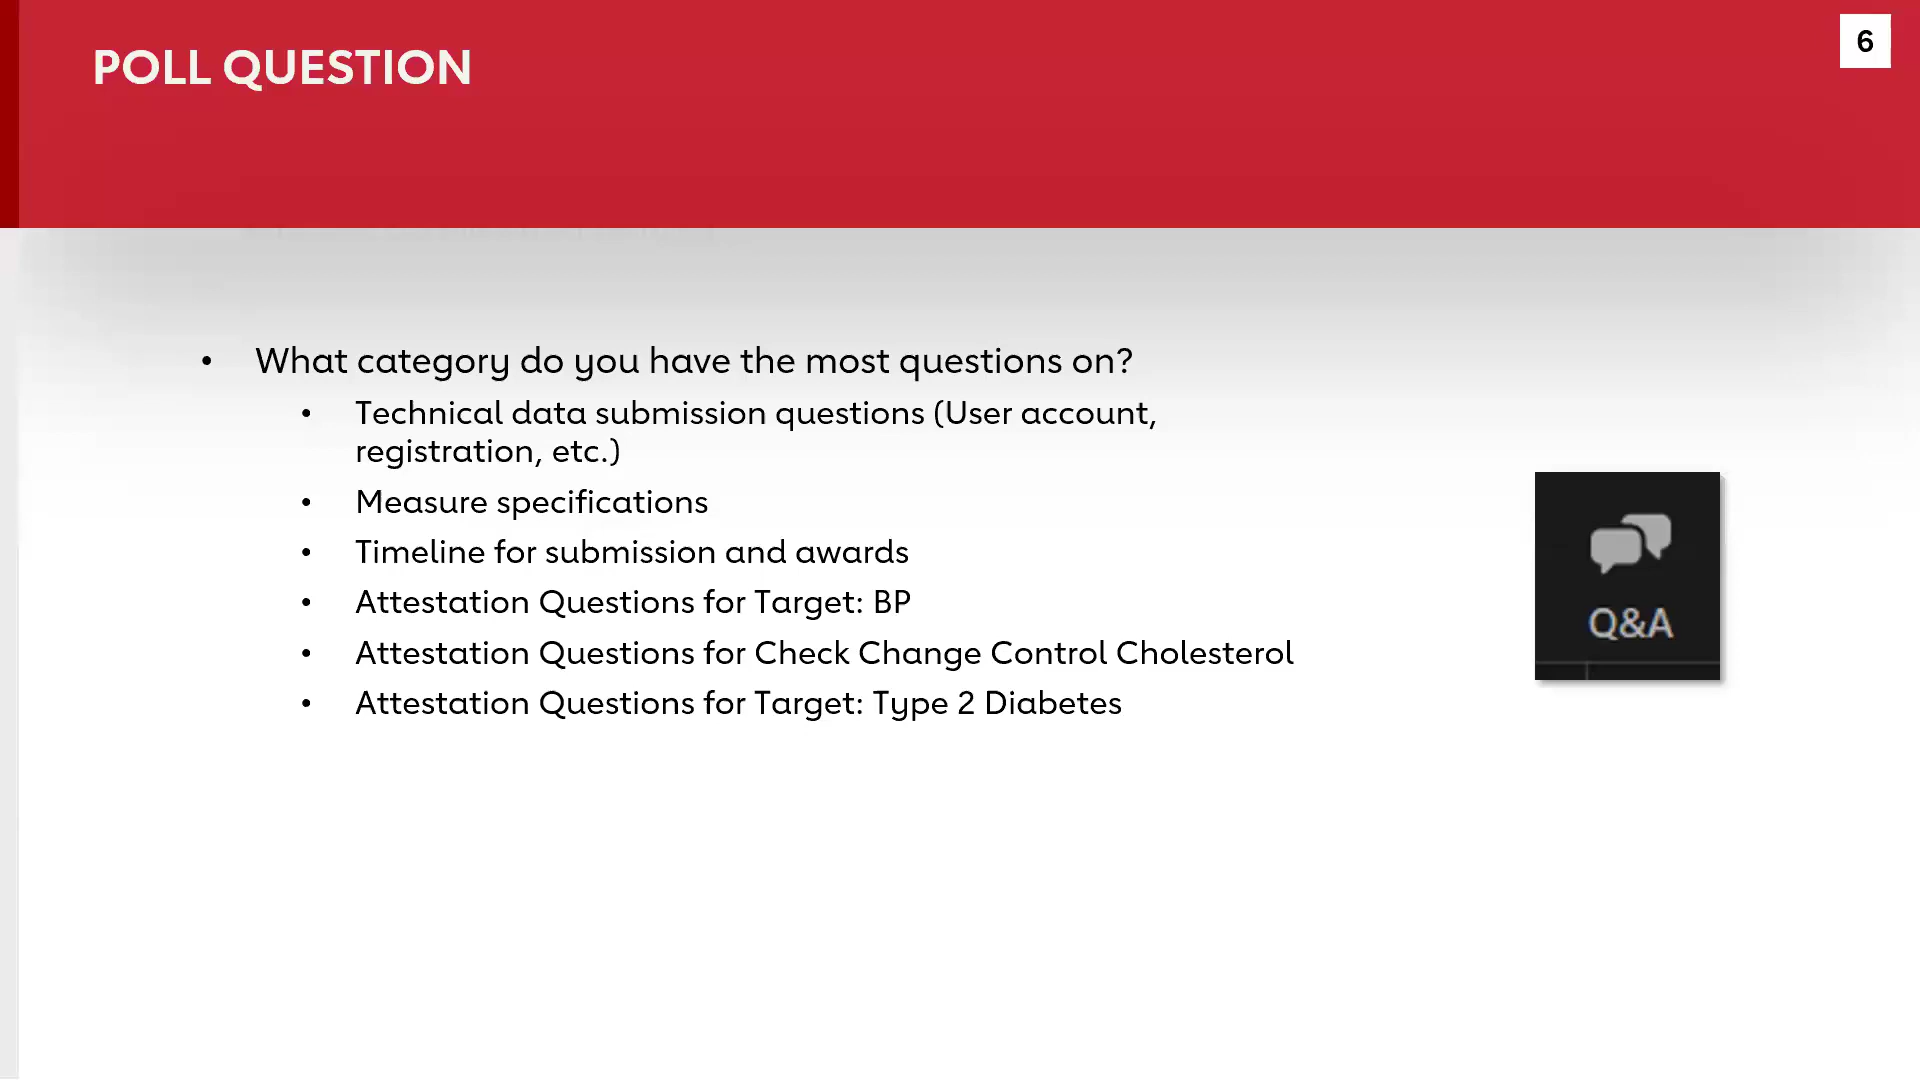 POLL QUESTION
6
• What category do you have the most questions on?
• Technical data submission questions (User account,
registration, etc.)
• Measure specifications
• Timeline for submission and awards
• Attestation Questions for Target: BP
• Attestation Questions for Check Change Control Cholesterol
• Attestation Questions for Target: Type 2 Diabetes
Q&A